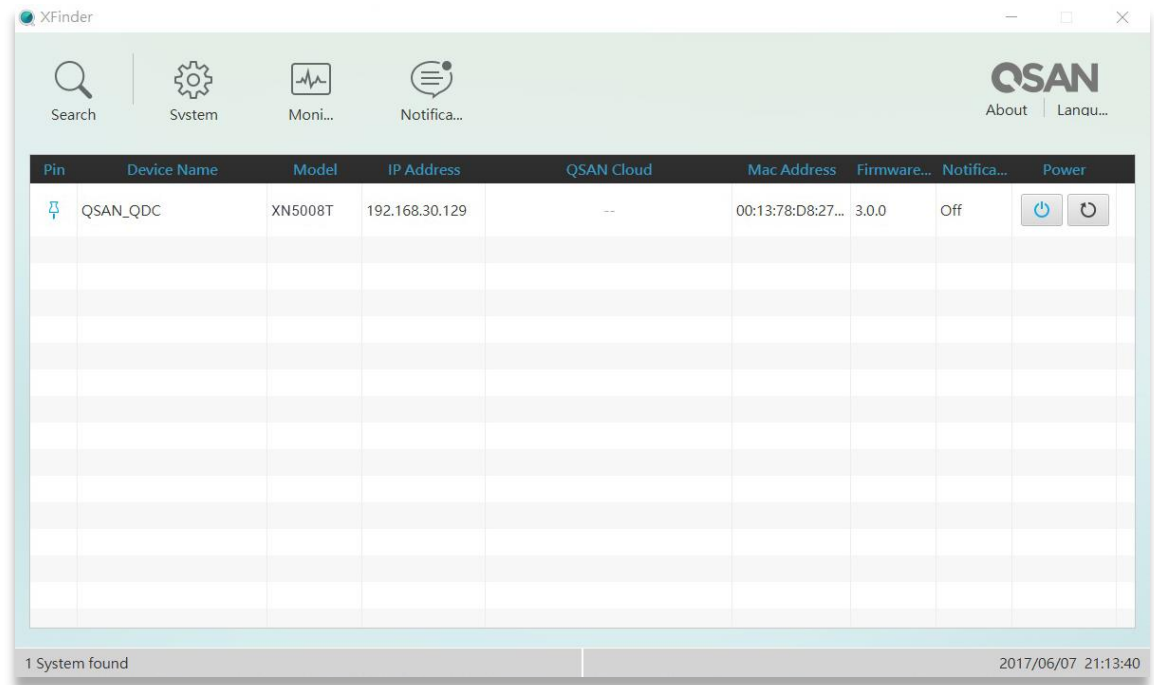 XFinder
Search System Moni... Notifica... QSAN
About Langu...
Pin Device Name Model IP Address QSAN Cloud Mac Address Firmware... Notifica... Power
QSAN_QDC XN5008T 192.168.30.129 -- 00:13:78:D8:27... 3.0.0 Off
1 System found 2017/06/07 21:13:40